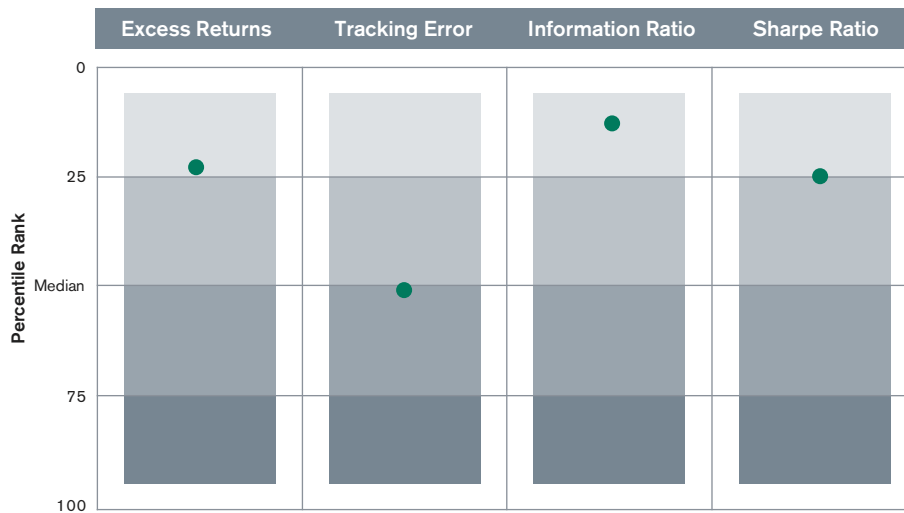 Excess Returns Tracking Error Information Ratio Sharpe Ratio
0
25
Median
75
100
Percentile Rank